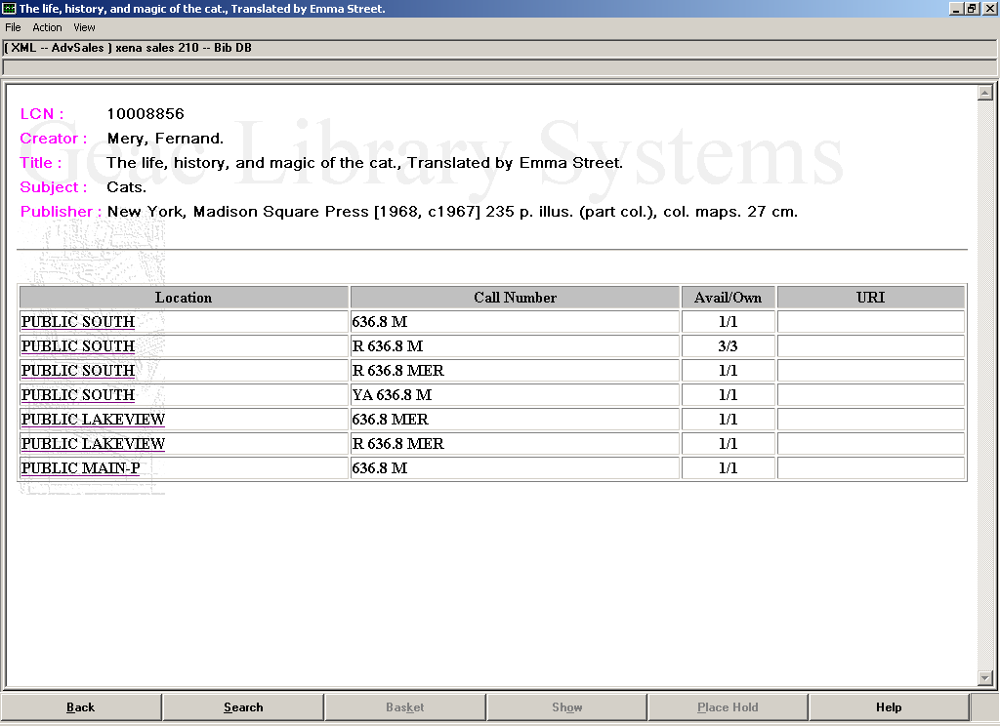 The life, history, and magic of the cat., Translated by Emma Street.
File Action View
( XML -- AdvSales ) xena sales 210 -- Bib DB
Geac Library Systems
LCN : 10008856
Creator : Mery, Fernand.
Title : The life, history, and magic of the cat., Translated by Emma Street.
Subject : Cats.
Publisher : New York, Madison Square Press [1968, c1967] 235 p. illus. (part col.), col. maps. 27 cm.
Location Call Number Avail/Own URI
PUBLIC SOUTH 636.8 M 1/1
PUBLIC SOUTH R 636.8 M 3/3
PUBLIC SOUTH R 636.8 MER 1/1
PUBLIC SOUTH YA 636.8 M 1/1
PUBLIC LAKEVIEW 636.8 MER 1/1
PUBLIC LAKEVIEW R 636.8 MER 1/1
PUBLIC MAIN-P 636.8 M 1/1
Back Search Basket Show Place Hold Help